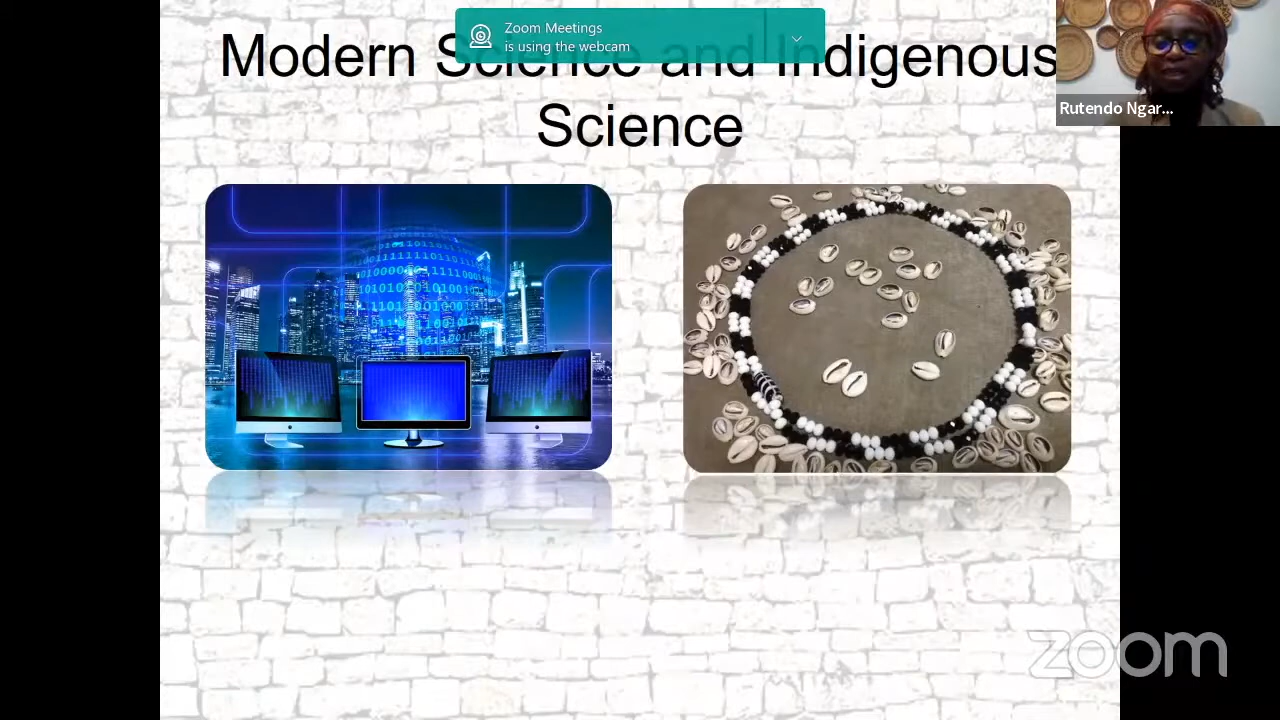 Zoom Meetings
is using the webcam
Modern Science and Indigenous
Science
Rutendo Ngar...
zoom